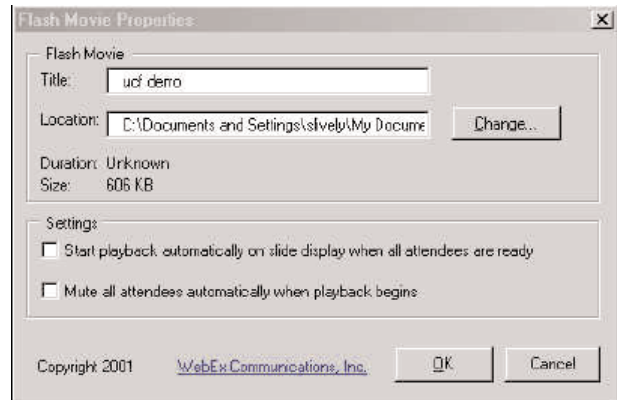 Flash Movie Properties
Flash Movie
Title: ucf demo
Location: C:\Documents and Settings\slively\My Docume Change...
Duration: Unknown
Size: 606 KB
Settings
Start playback automatically on slide display when all attendees are ready
Mute all attendees automatically when playback begins
Copyright 2001 WebEx Communications, Inc. OK Cancel